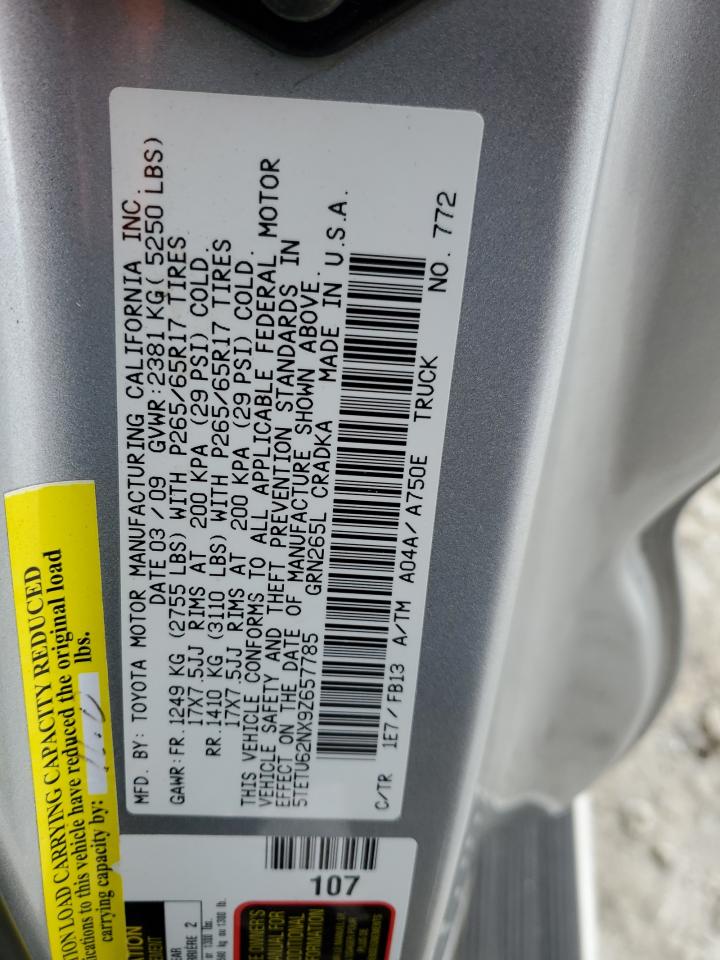 MFD. BY: TOYOTA MOTOR MANUFACTURING CALIFORNIA INC.
DATE 03 / 09 GVWR:2381 KG( 5250 LBS)
GAWR:FR.1249 KG (2755 LBS) WITH P265/65R17 TIRES
17X7.5JJ RIMS AT 200 KPA (29 PSI) COLD.
RR.1410 KG (3110 LBS) WITH P265/65R17 TIRES
17X7.5JJ RIMS AT 200 KPA (29 PSI) COLD.
THIS VEHICLE CONFORMS TO ALL APPLICABLE FEDERAL MOTOR
VEHICLE SAFETY AND THEFT PREVENTION STANDARDS IN
EFFECT ON THE DATE OF MANUFACTURE SHOWN ABOVE.
5TETU62NX9Z657785 GRN265L CRADKA MADE IN U.S.A.
C/TR 1E7/FB13 A/TM A04A/A750E TRUCK NO. 772
LOAD CARRYING CAPACITY REDUCED
to this vehicle have reduced the original load
carrying capacity by: lbs.
107